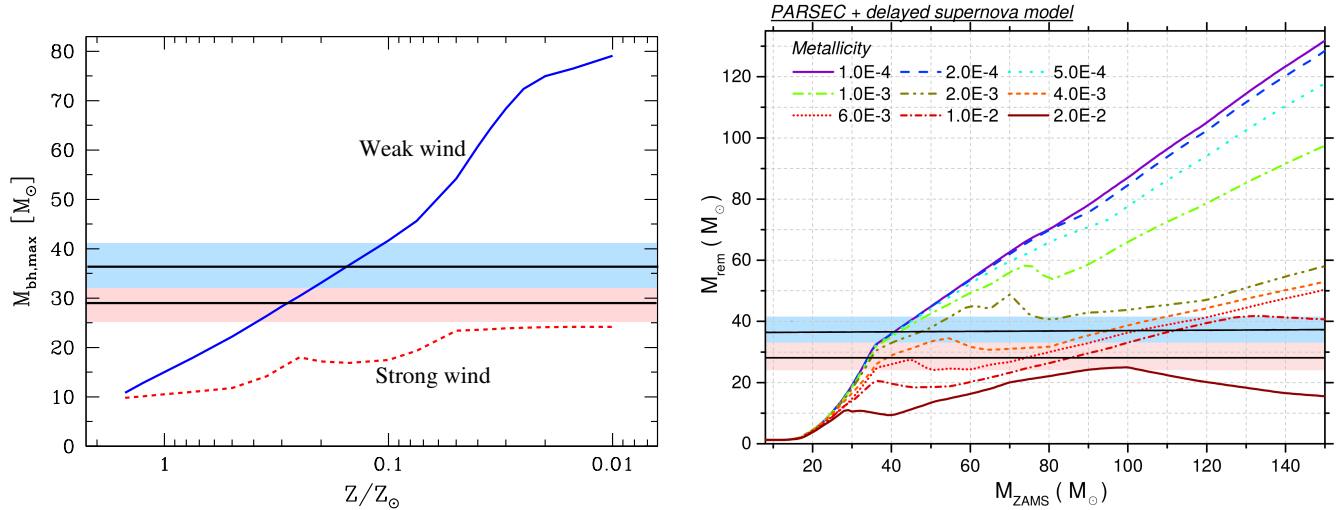 80
70
60
50
40
30
20
10
0
M_bh,max [M_⊙]
Weak wind
Strong wind
1
0.1
0.01
Z/Z_⊙
PARSEC + delayed supernova model
Metallicity
1.0E-4 2.0E-4 5.0E-4
1.0E-3 2.0E-3 4.0E-3
6.0E-3 1.0E-2 2.0E-2
120
100
80
60
40
20
0
M_rem ( M_⊙ )
20 40 60 80 100 120 140
M_ZAMS ( M_⊙ )